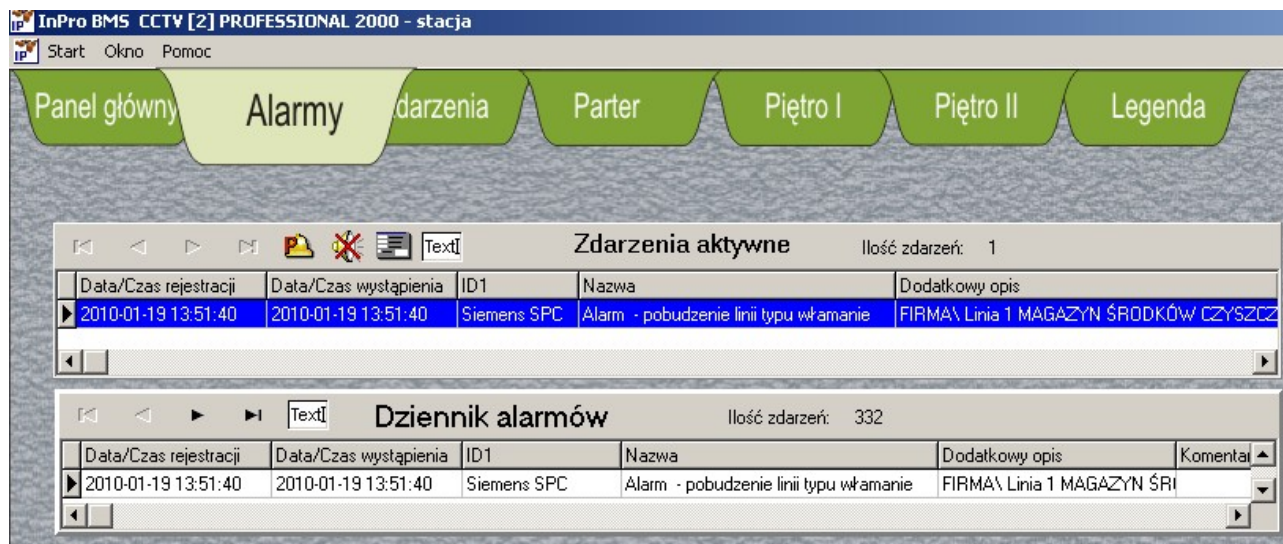 InPro BMS CCTV [2] PROFESSIONAL 2000 - stacja
Start Okno Pomoc
Panel główny Alarmy darzenia Parter Piętro I Piętro II Legenda
Text Zdarzenia aktywne Ilość zdarzeń: 1
Data/Czas rejestracji Data/Czas wystąpienia ID1 Nazwa Dodatkowy opis
2010-01-19 13:51:40 2010-01-19 13:51:40 Siemens SPC Alarm - pobudzenie linii typu włamanie FIRMA\ Linia 1 MAGAZYN ŚRODKÓW CZYSZCZ
Text Dziennik alarmów Ilość zdarzeń: 332
Data/Czas rejestracji Data/Czas wystąpienia ID1 Nazwa Dodatkowy opis Komentar
2010-01-19 13:51:40 2010-01-19 13:51:40 Siemens SPC Alarm - pobudzenie linii typu włamanie FIRMA\ Linia 1 MAGAZYN ŚR